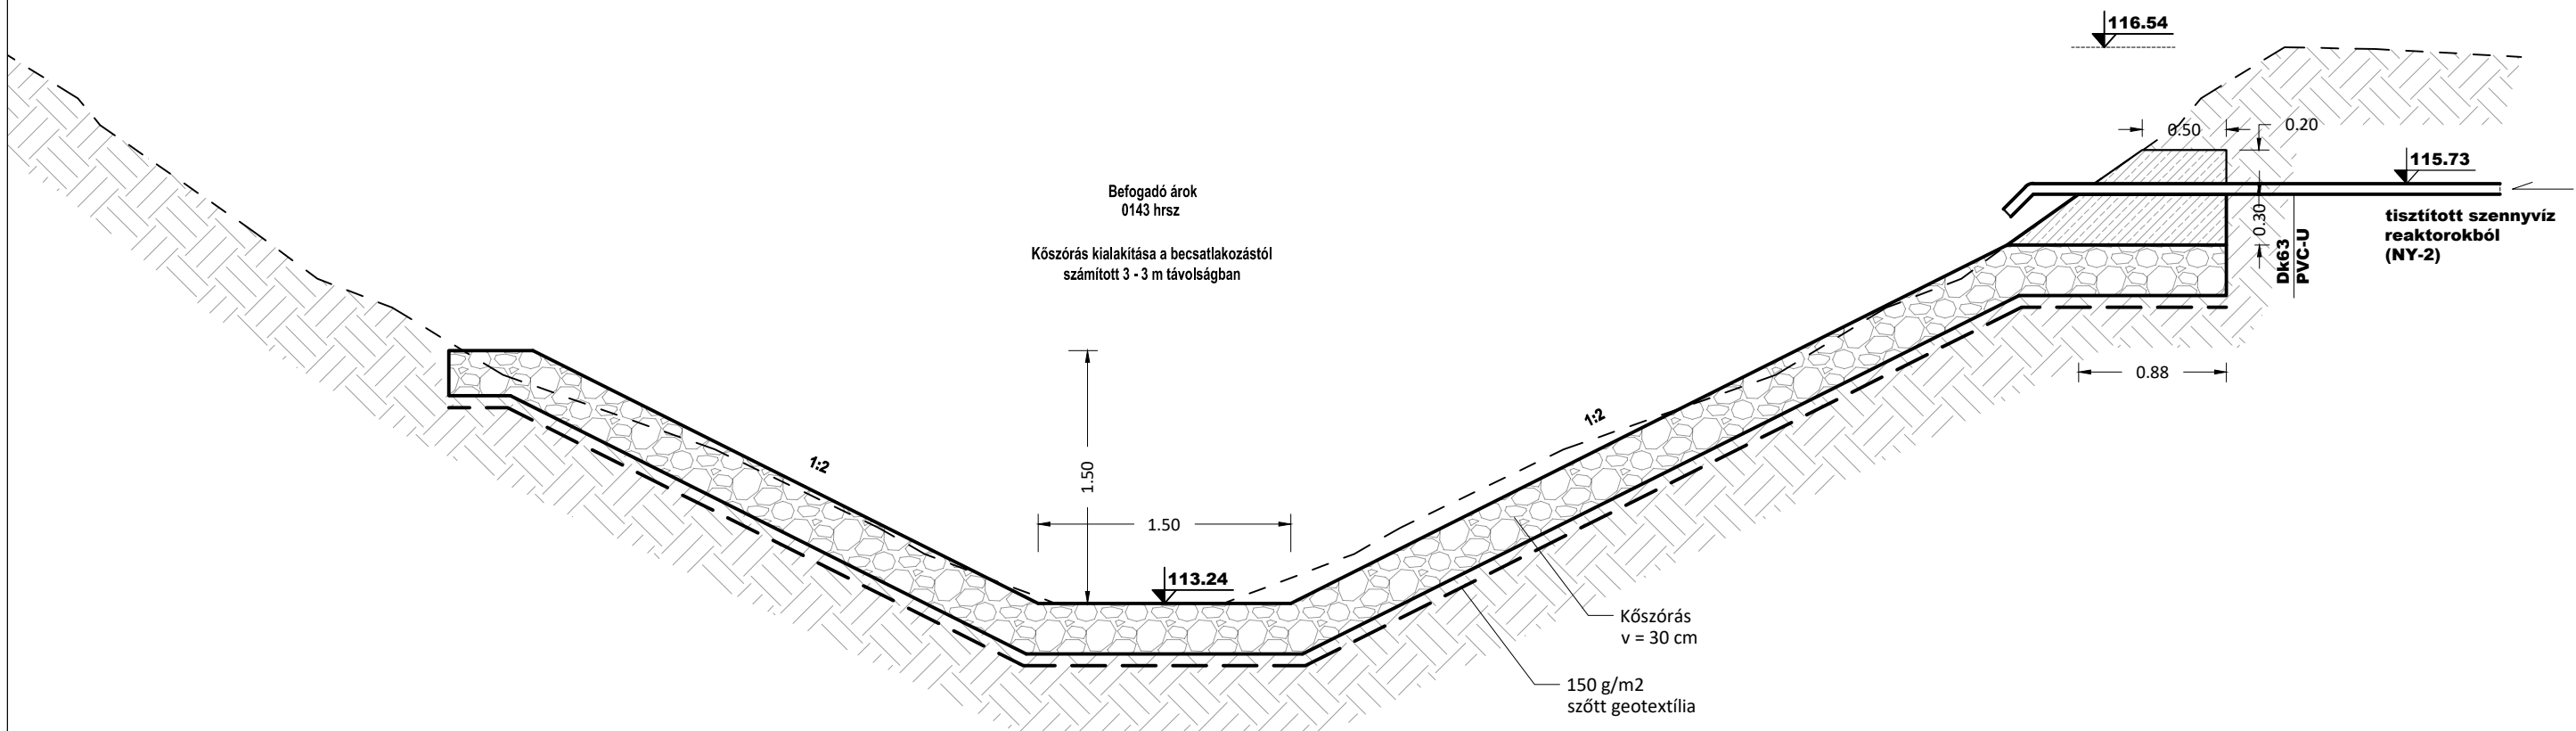 116.54
0.50
0.20
115.73
Befogadó árok
0143 hrsz
0.30
tisztított szennyvíz
reaktorokból
(NY-2)
Dk63
PVC-U
Kőszórás kialakítása a becsatlakozástól
számított 3 - 3 m távolságban
0.88
1:2
1:2
1.50
1.50
113.24
Kőszórás
v = 30 cm
150 g/m2
szőtt geotextília